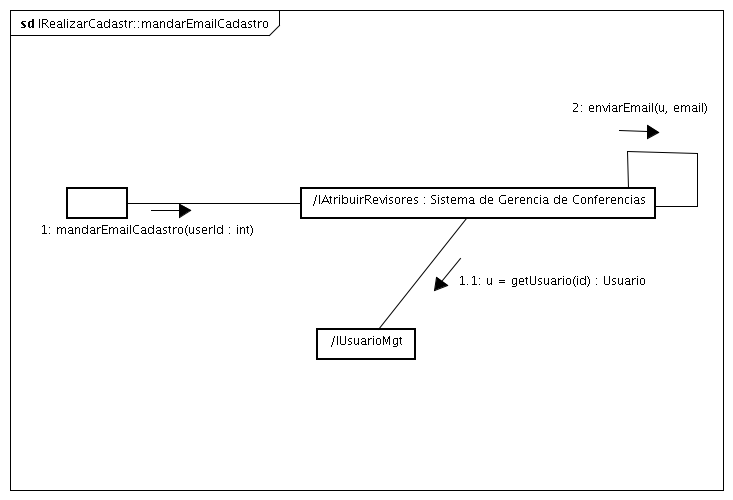 sd IRealizarCadastr::mandarEmailCadastro
2: enviarEmail(u, email)
/IAtribuirRevisores : Sistema de Gerencia de Conferencias
1: mandarEmailCadastro(userId : int)
1.1: u = getUsuario(id) : Usuario
/IUsuarioMgt